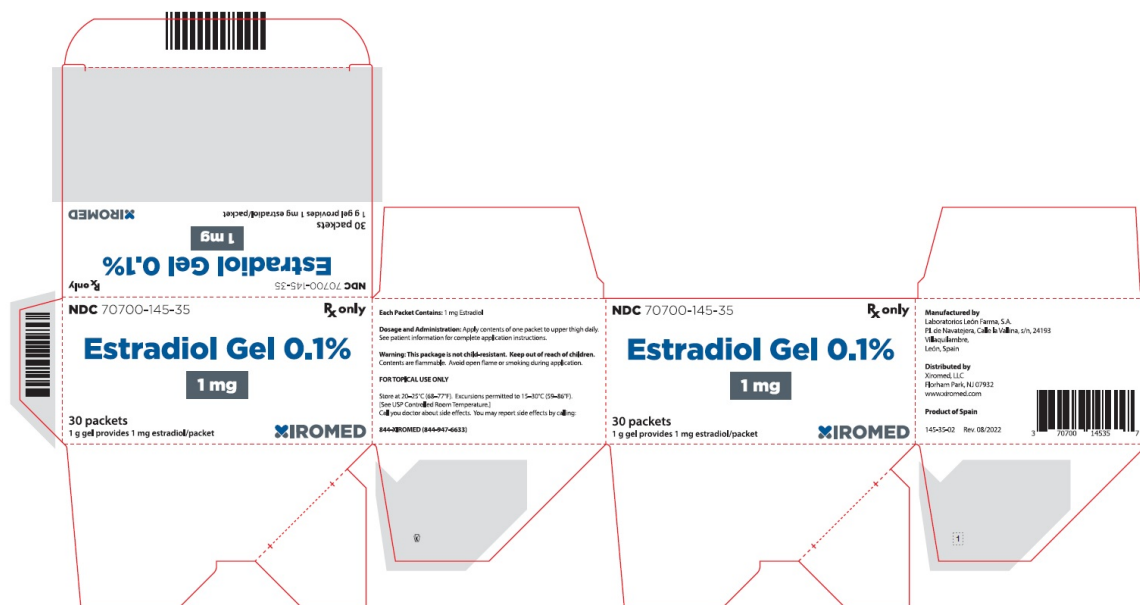 XIROMED
1 g gel provides 1 mg estradiol/packet
30 packets
1 mg
Estradiol Gel 0.1%
Rx only
NDC 70700-145-35
NDC 70700-145-35
Rx only
Estradiol Gel 0.1%
1 mg
30 packets
1 g gel provides 1 mg estradiol/packet
XIROMED
Each Packet Contains: 1 mg Estradiol
Dosage and Administration: Apply contents of one packet to upper thigh daily.
See patient information for complete application instructions.
Warning: This package is not child-resistant. Keep out of reach of children.
Contents are flammable. Avoid open flame or smoking during application.
FOR TOPICAL USE ONLY
Store at 20-25°C (68-77°F). Excursions permitted to 15-30°C (59-86°F).
[See USP Controlled Room Temperature.]
Call you doctor about side effects. You may report side effects by calling:
844-XIROMED (844-947-6633)
NDC 70700-145-35
Rx only
Estradiol Gel 0.1%
1 mg
30 packets
1 g gel provides 1 mg estradiol/packet
XIROMED
Manufactured by
Laboratorios León Farma, S.A.
P.I. de Navatejera, Calle la Vallina, s/n, 24193
Villaquilambre,
León, Spain
Distributed by
Xiromed, LLC
Florham Park, NJ 07932
www.xiromed.com
Product of Spain
145-35-02 Rev. 08/2022
3 70700 14535 7
1